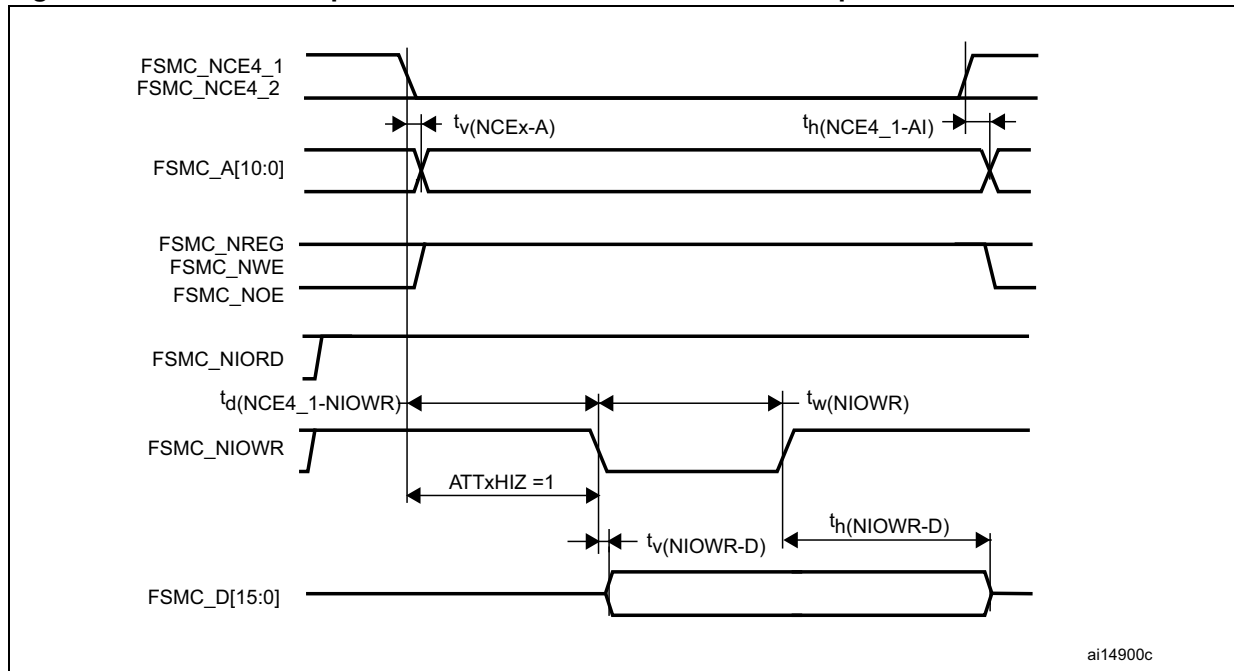 FSMC_NCE4_1
FSMC_NCE4_2
tv(NCEx-A)
th(NCE4_1-AI)
FSMC_A[10:0]
FSMC_NREG
FSMC_NWE
FSMC_NOE
FSMC_NIORD
td(NCE4_1-NIOWR)
tw(NIOWR)
FSMC_NIOWR
ATTxHIZ =1
tv(NIOWR-D)
th(NIOWR-D)
FSMC_D[15:0]
ai14900c